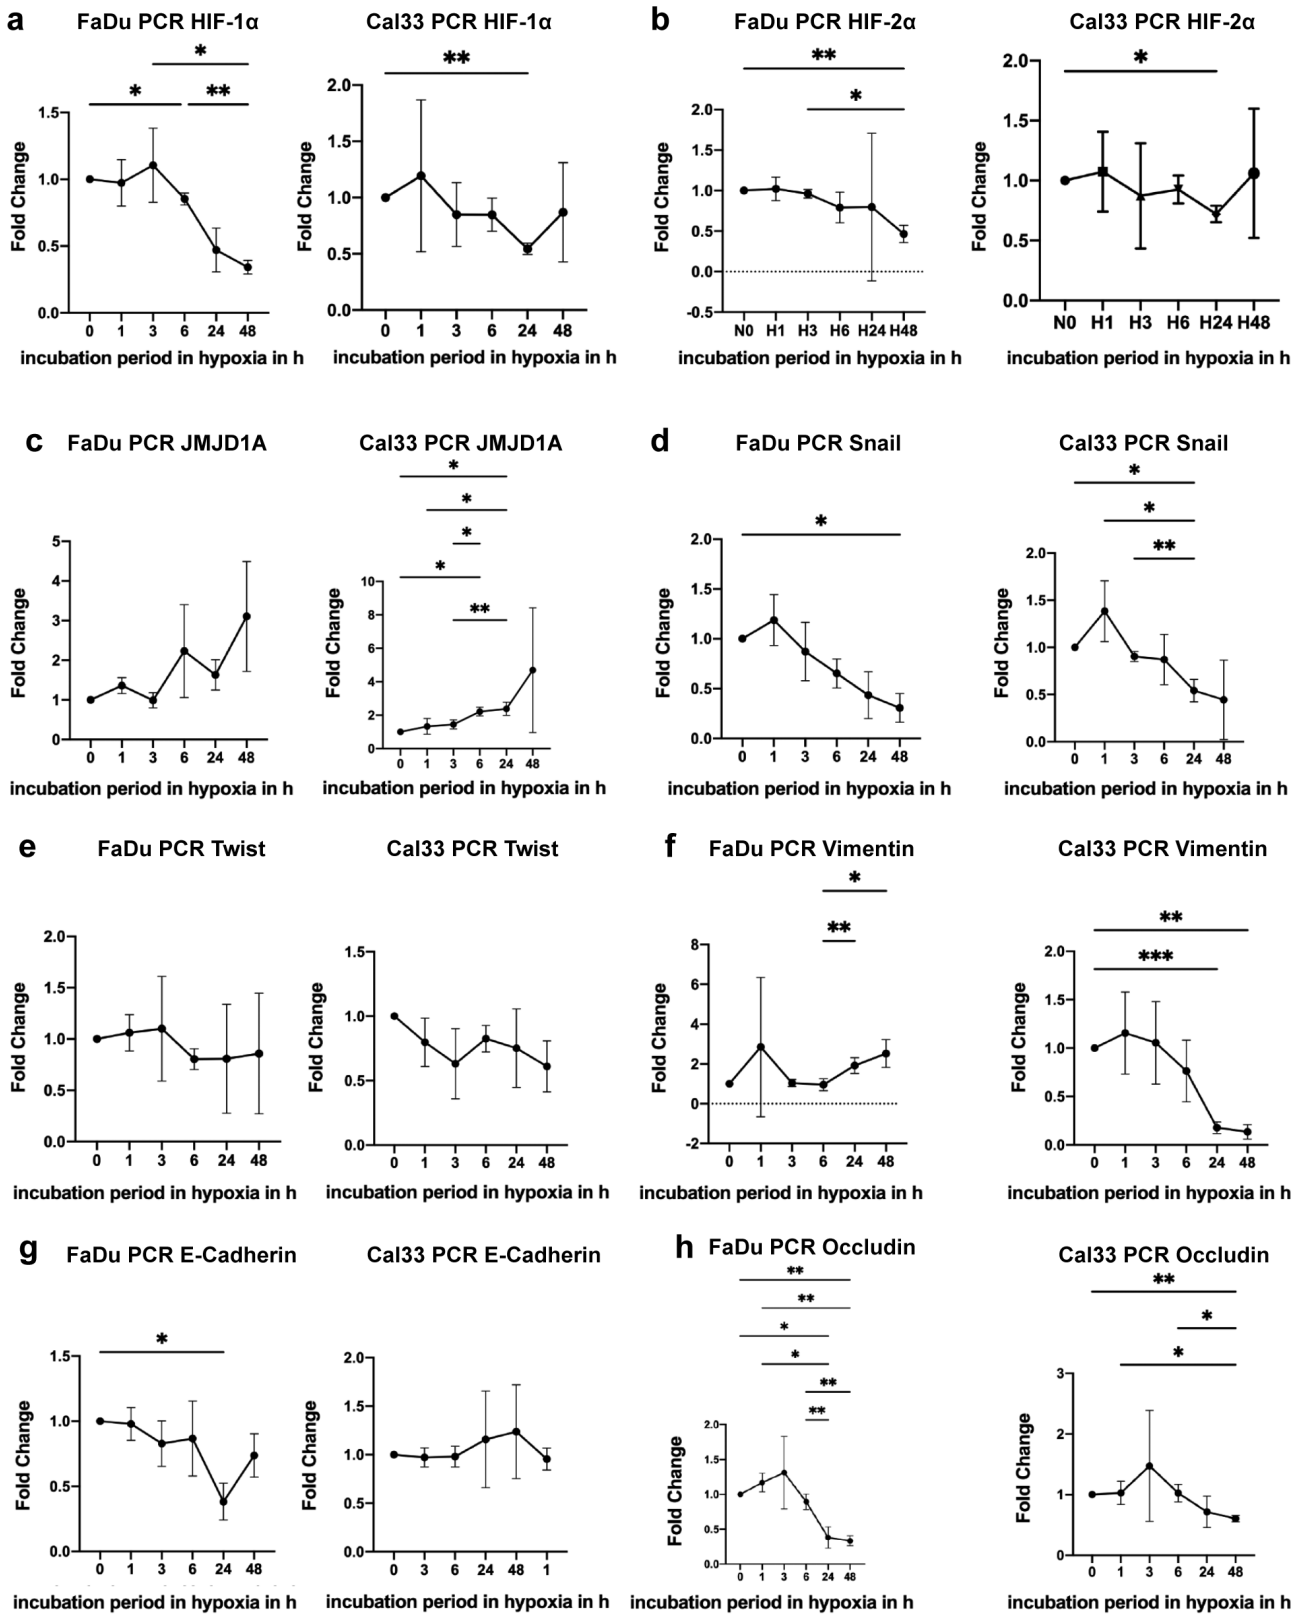 a FaDu PCR HIF-1α Cal33 PCR HIF-1α b FaDu PCR HIF-2α Cal33 PCR HIF-2α
*
* **
Fold Change
1.5
1.0
0.5
0.0
0 1 3 6 24 48
incubation period in hypoxia in h
**
Fold Change
2.0
1.5
1.0
0.5
0.0
0 1 3 6 24 48
incubation period in hypoxia in h
**
*
Fold Change
2.0
1.5
1.0
0.5
0.0
-0.5
N0 H1 H3 H6 H24 H48
incubation period in hypoxia in h
*
Fold Change
2.0
1.5
1.0
0.5
0.0
N0 H1 H3 H6 H24 H48
incubation period in hypoxia in h
c FaDu PCR JMJD1A Cal33 PCR JMJD1A d FaDu PCR Snail Cal33 PCR Snail
Fold Change
5
4
3
2
1
0
0 1 3 6 24 48
incubation period in hypoxia in h
*
*
*
*
**
Fold Change
10
8
6
4
2
0
0 1 3 6 24 48
incubation period in hypoxia in h
*
Fold Change
2.0
1.5
1.0
0.5
0.0
0 1 3 6 24 48
incubation period in hypoxia in h
*
*
**
Fold Change
2.0
1.5
1.0
0.5
0.0
0 1 3 6 24 48
incubation period in hypoxia in h
e FaDu PCR Twist Cal33 PCR Twist f FaDu PCR Vimentin Cal33 PCR Vimentin
Fold Change
2.0
1.5
1.0
0.5
0.0
0 1 3 6 24 48
incubation period in hypoxia in h
Fold Change
1.5
1.0
0.5
0.0
0 1 3 6 24 48
incubation period in hypoxia in h
*
**
Fold Change
8
6
4
2
0
-2
0 1 3 6 24 48
incubation period in hypoxia in h
**
***
Fold Change
2.0
1.5
1.0
0.5
0.0
0 1 3 6 24 48
incubation period in hypoxia in h
g FaDu PCR E-Cadherin Cal33 PCR E-Cadherin h FaDu PCR Occludin Cal33 PCR Occludin
*
Fold Change
1.5
1.0
0.5
0.0
0 1 3 6 24 48
incubation period in hypoxia in h
Fold Change
2.0
1.5
1.0
0.5
0.0
0 3 6 24 48 1
incubation period in hypoxia in h
**
**
*
*
**
**
Fold Change
2.0
1.5
1.0
0.5
0.0
0 1 3 6 24 48
incubation period in hypoxia in h
**
*
*
Fold Change
3
2
1
0
0 1 3 6 24 48
incubation period in hypoxia in h